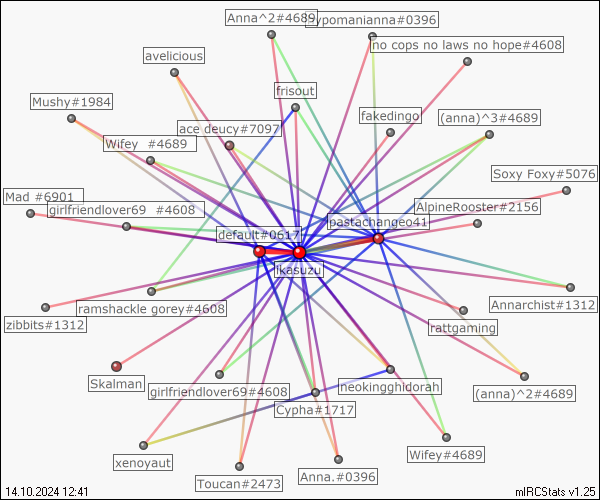 Anna^2#4689
hypomanianna#0396
no cops no laws no hope#4608
avelicious
frisout
Mushy#1984
fakedingo
(anna)^3#4689
ace deucy#7097
Wifey_ #4689
Soxy Foxy#5076
Mad #6901
girlfriendlover69 #4608
AlpineRooster#2156
pastachangeo41
default#0617
ikasuzu
Annarchist#1312
zibbits#1312
ramshackle gorey#4608
rattgaming
Skalman
girlfriendlover69#4608
neokingghidorah
(anna)^2#4689
Cypha#1717
xenoyaut
Wifey#4689
Toucan#2473
Anna.#0396
14.10.2024 12:41
mIRCStats v1.25